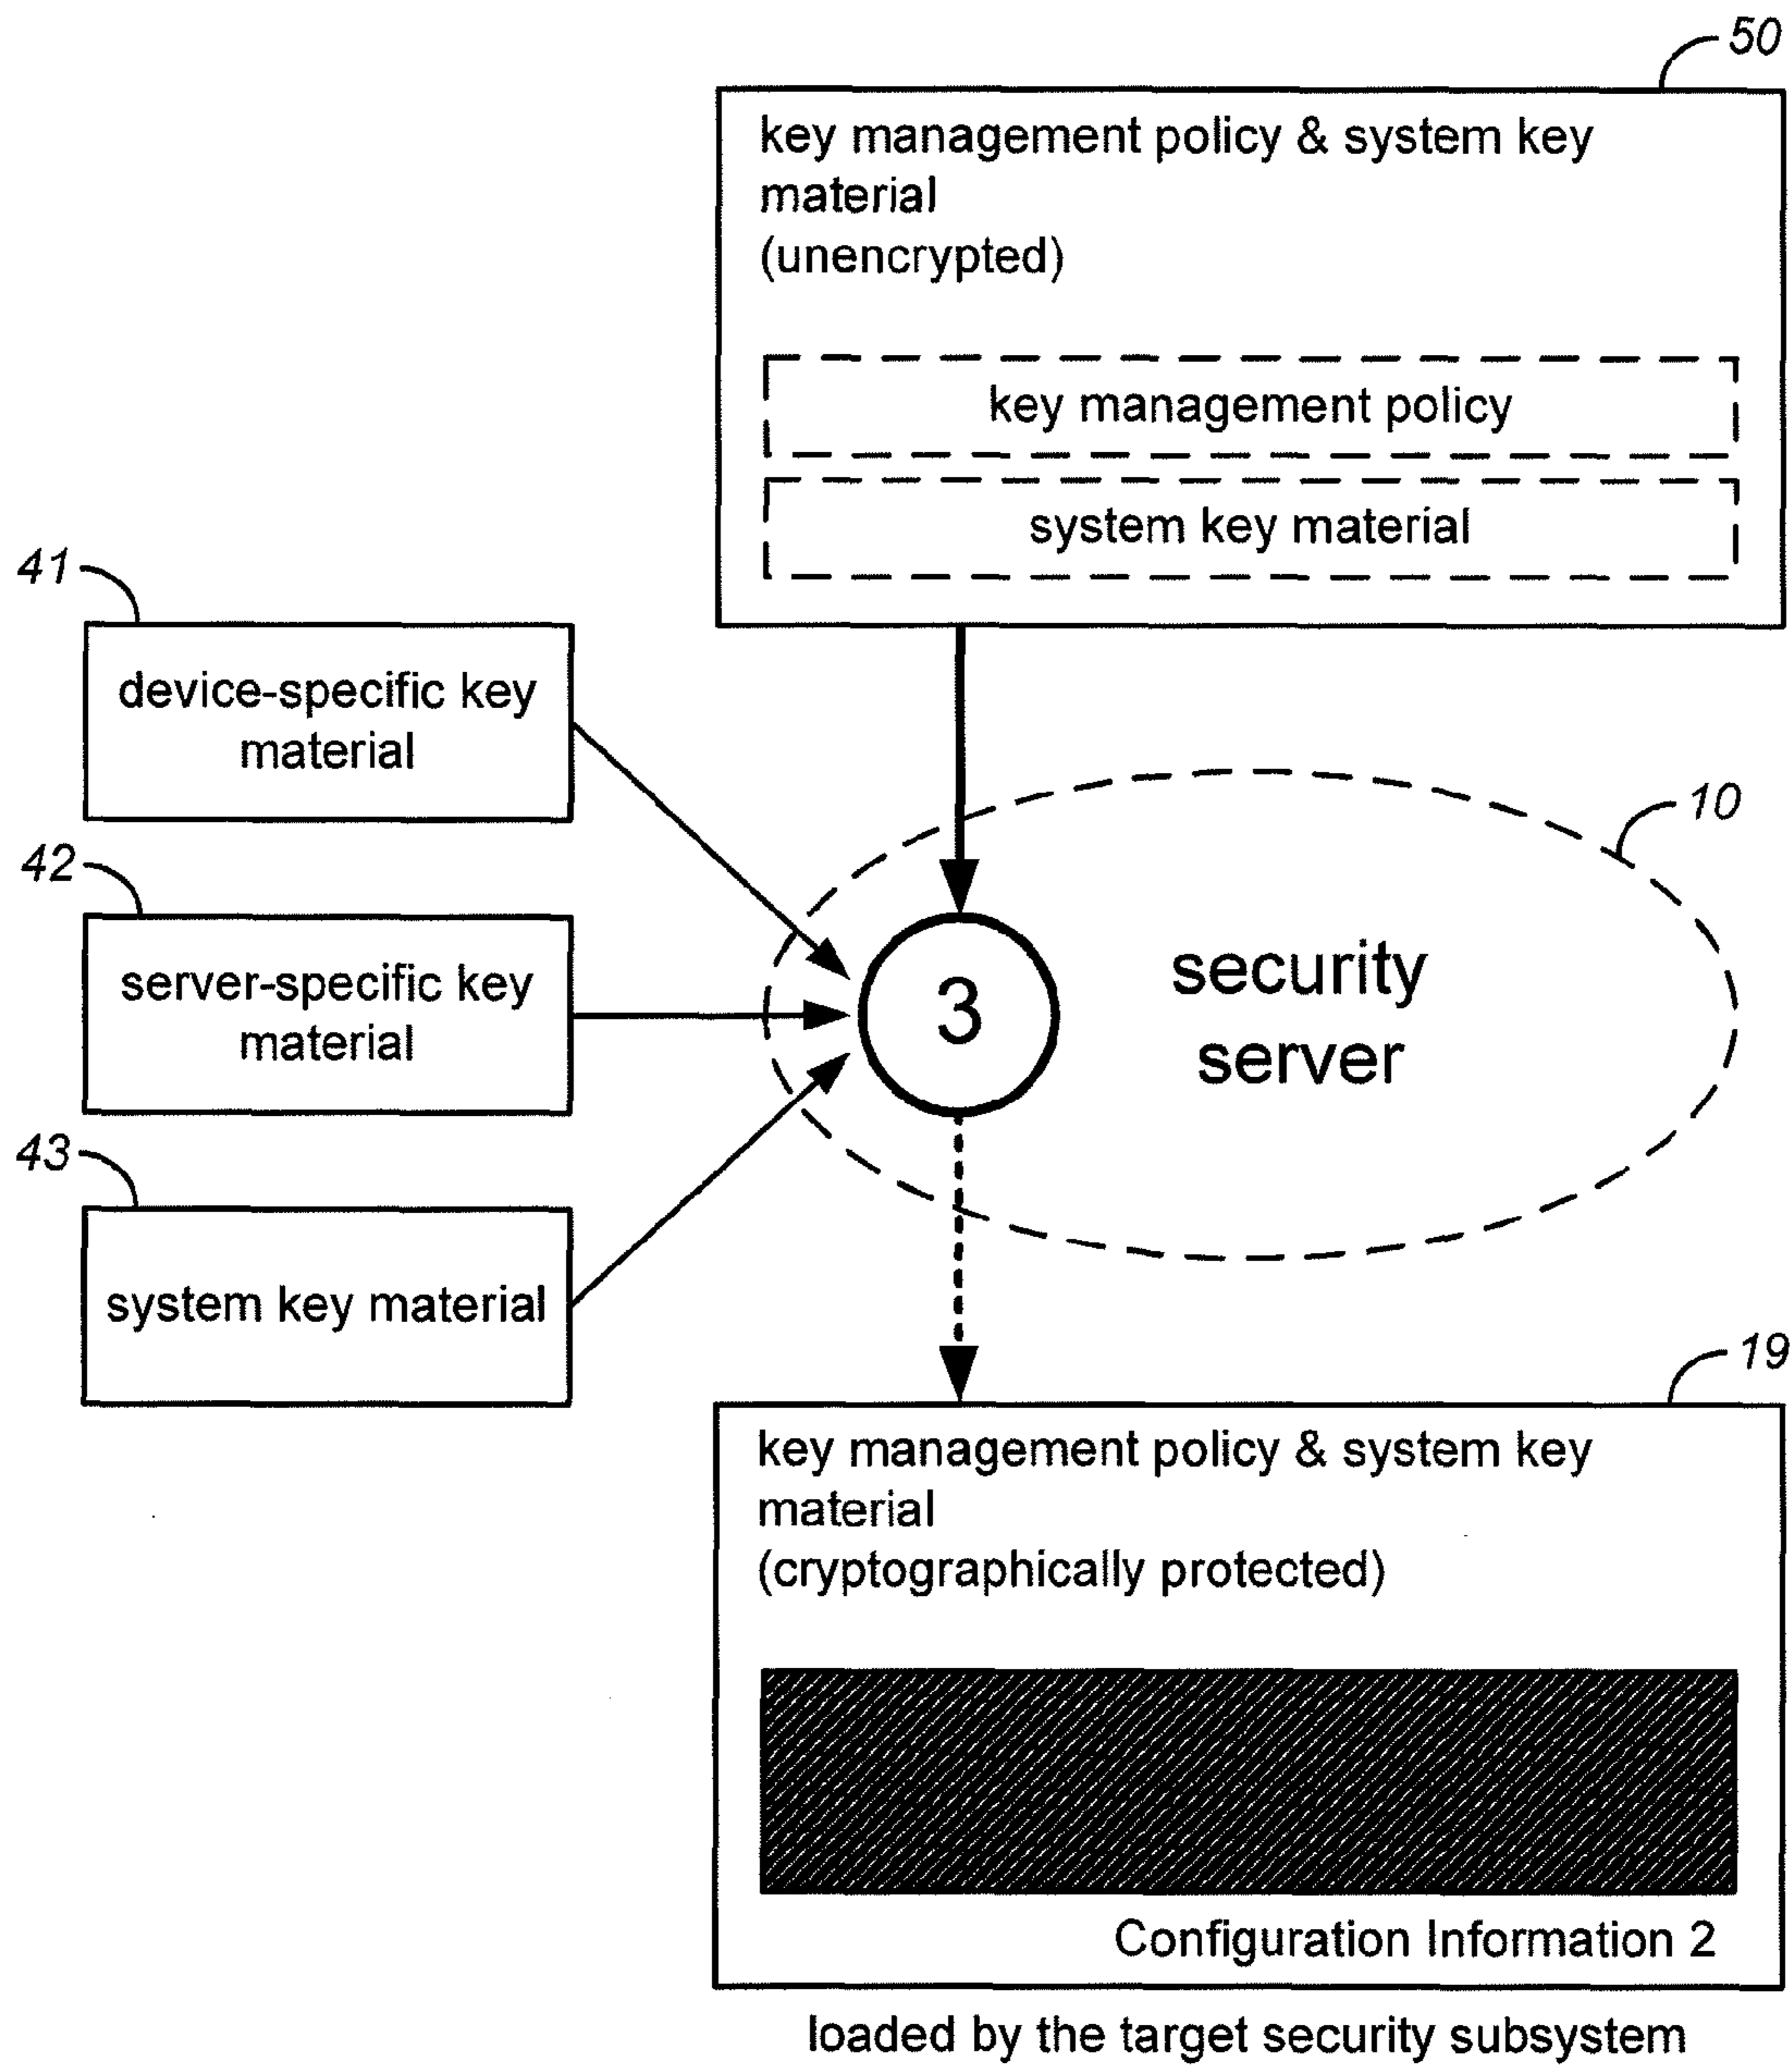 50
key management policy & system key
material
(unencrypted)
key management policy
system key material
41
device-specific key
material
10
42
server-specific key
material
3
security
server
43
system key material
19
key management policy & system key
material
(cryptographically protected)
Configuration Information 2
loaded by the target security subsystem